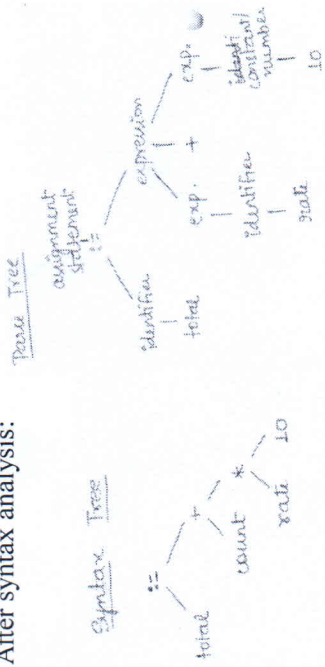 After syntax analysis:
Syntax Tree
:=
total +
count *
rate 10
Parse Tree
assignment
statement
:=
identifier expression
total exp. + exp.
identifier constant/
rate number
10